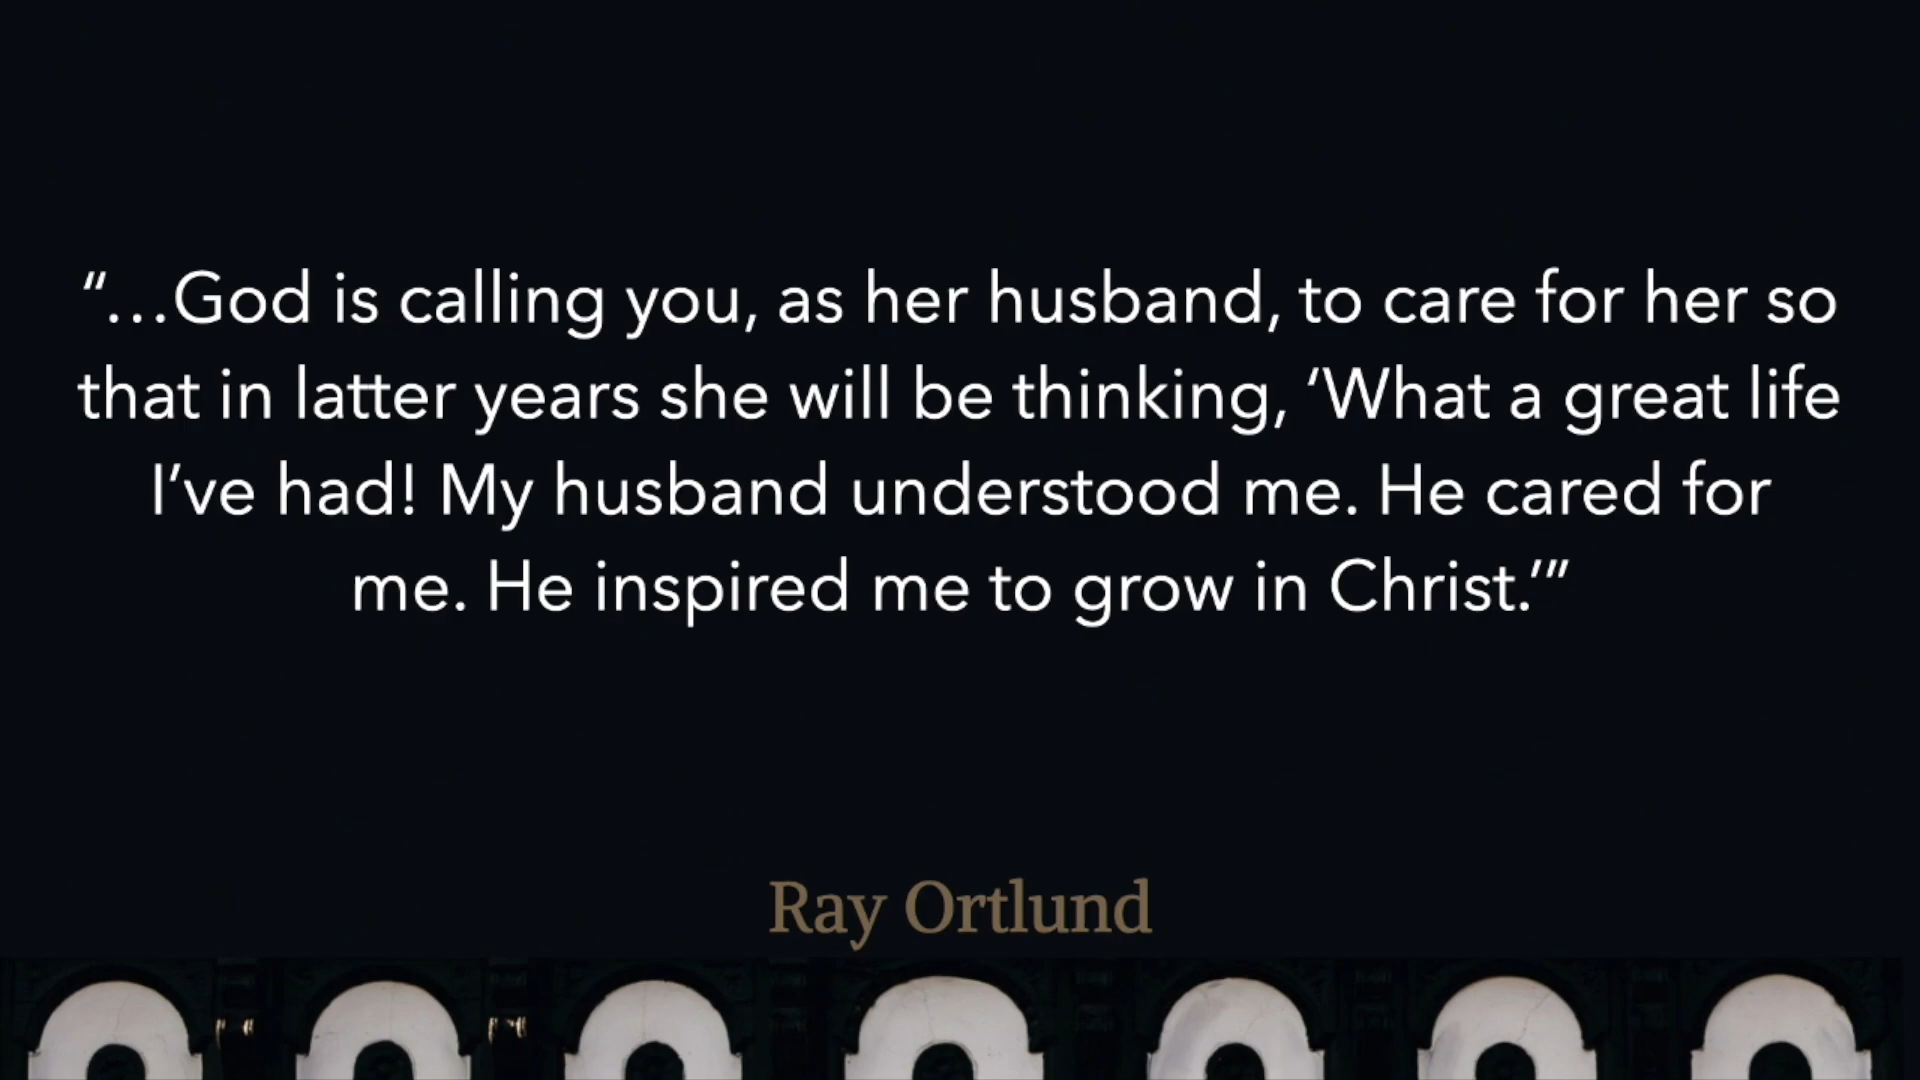 “…God is calling you, as her husband, to care for her so
that in latter years she will be thinking, ‘What a great life
I’ve had! My husband understood me. He cared for
me. He inspired me to grow in Christ.’”
Ray Ortlund